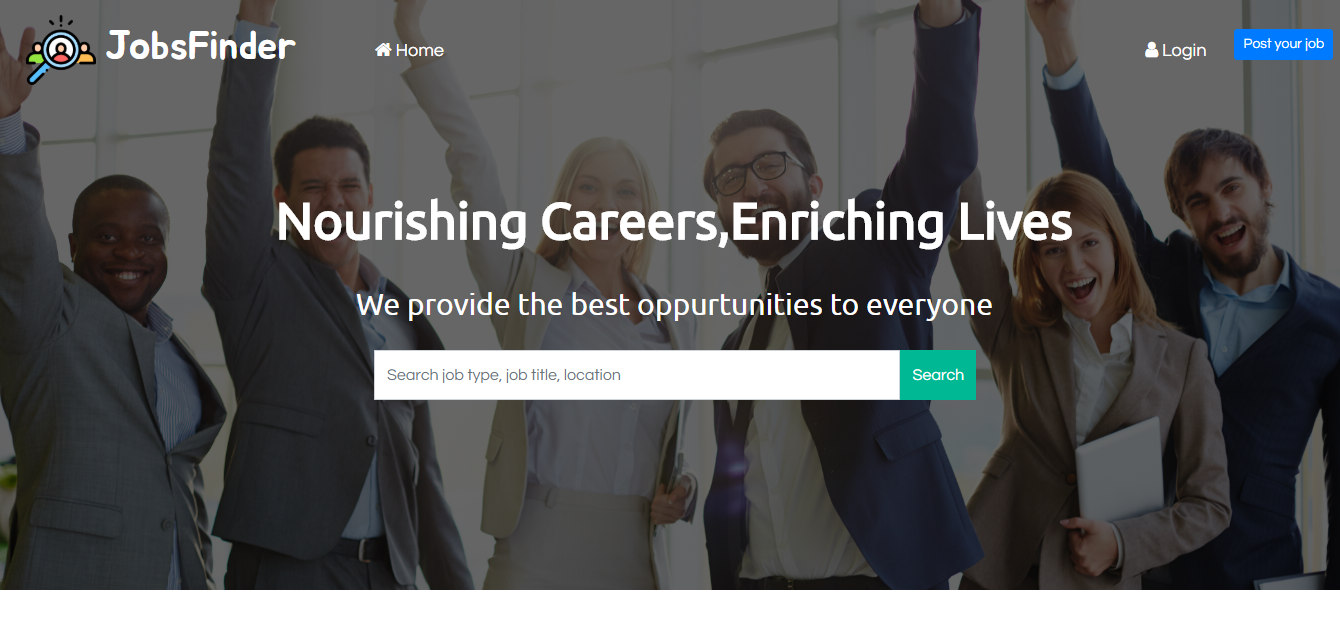 JobsFinder
Home
Login
Post your job
Nourishing Careers,Enriching Lives
We provide the best oppurtunities to everyone
Search job type, job title, location
Search